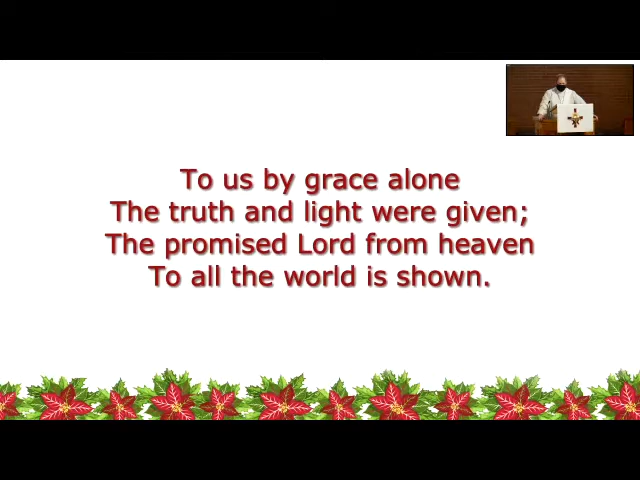 To us by grace alone
The truth and light were given;
The promised Lord from heaven
To all the world is shown.